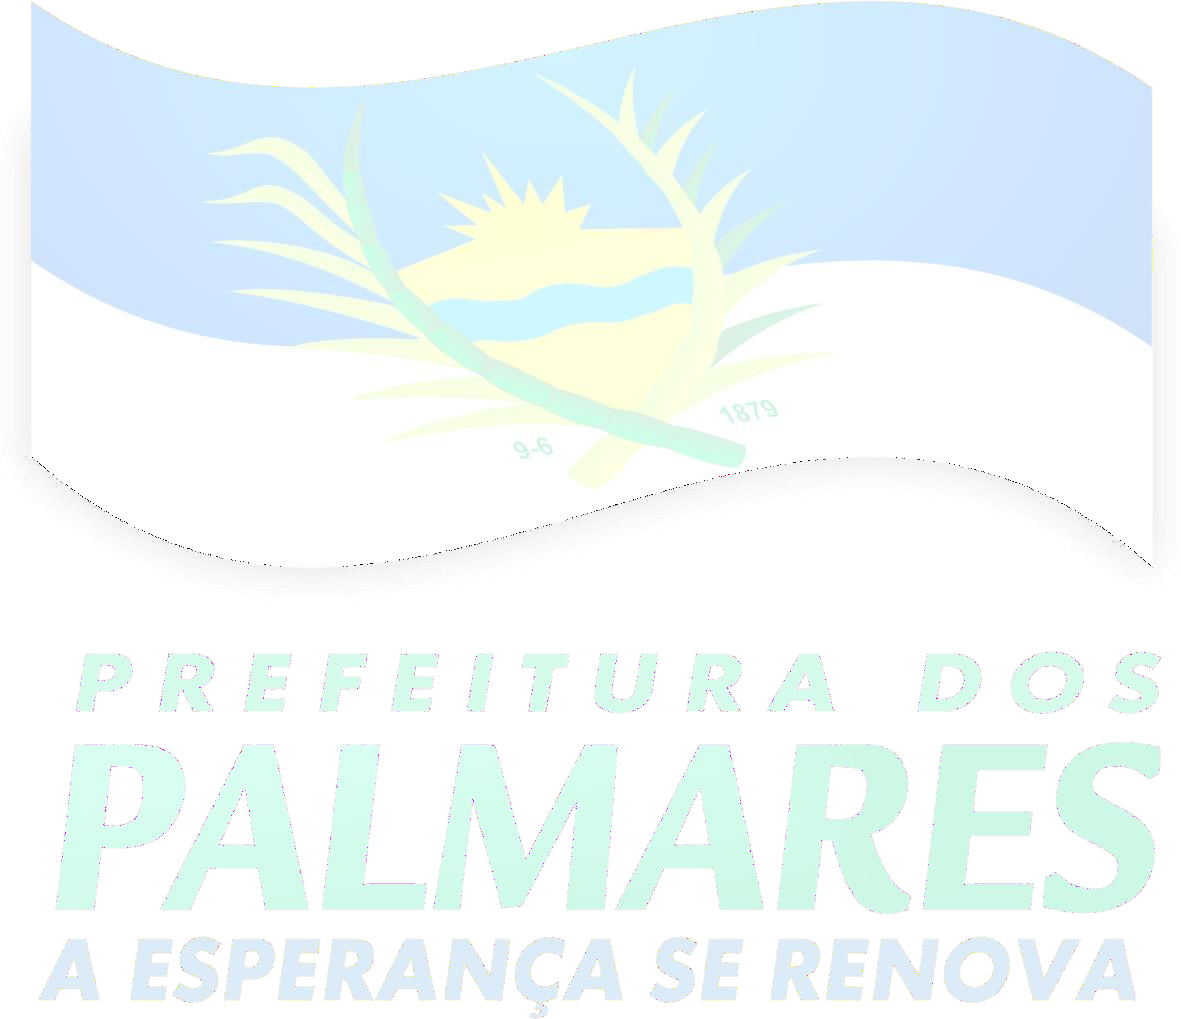 9-6
1879
PREFEITURA DOS
PALMARES
A ESPERANÇA SE RENOVA